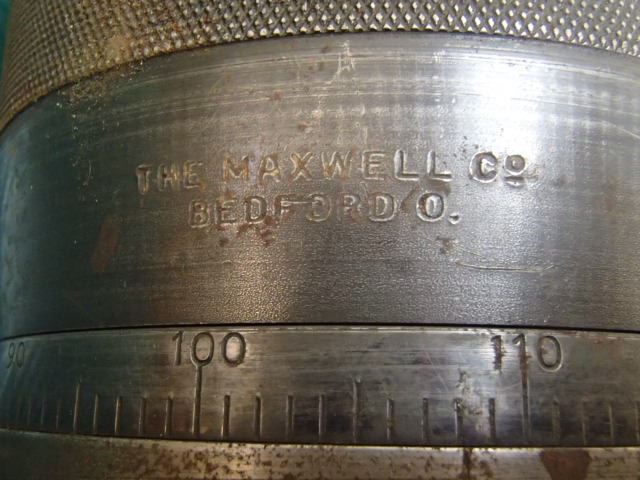 THE MAXWELL Co
BEDFORD O.
90 100 110